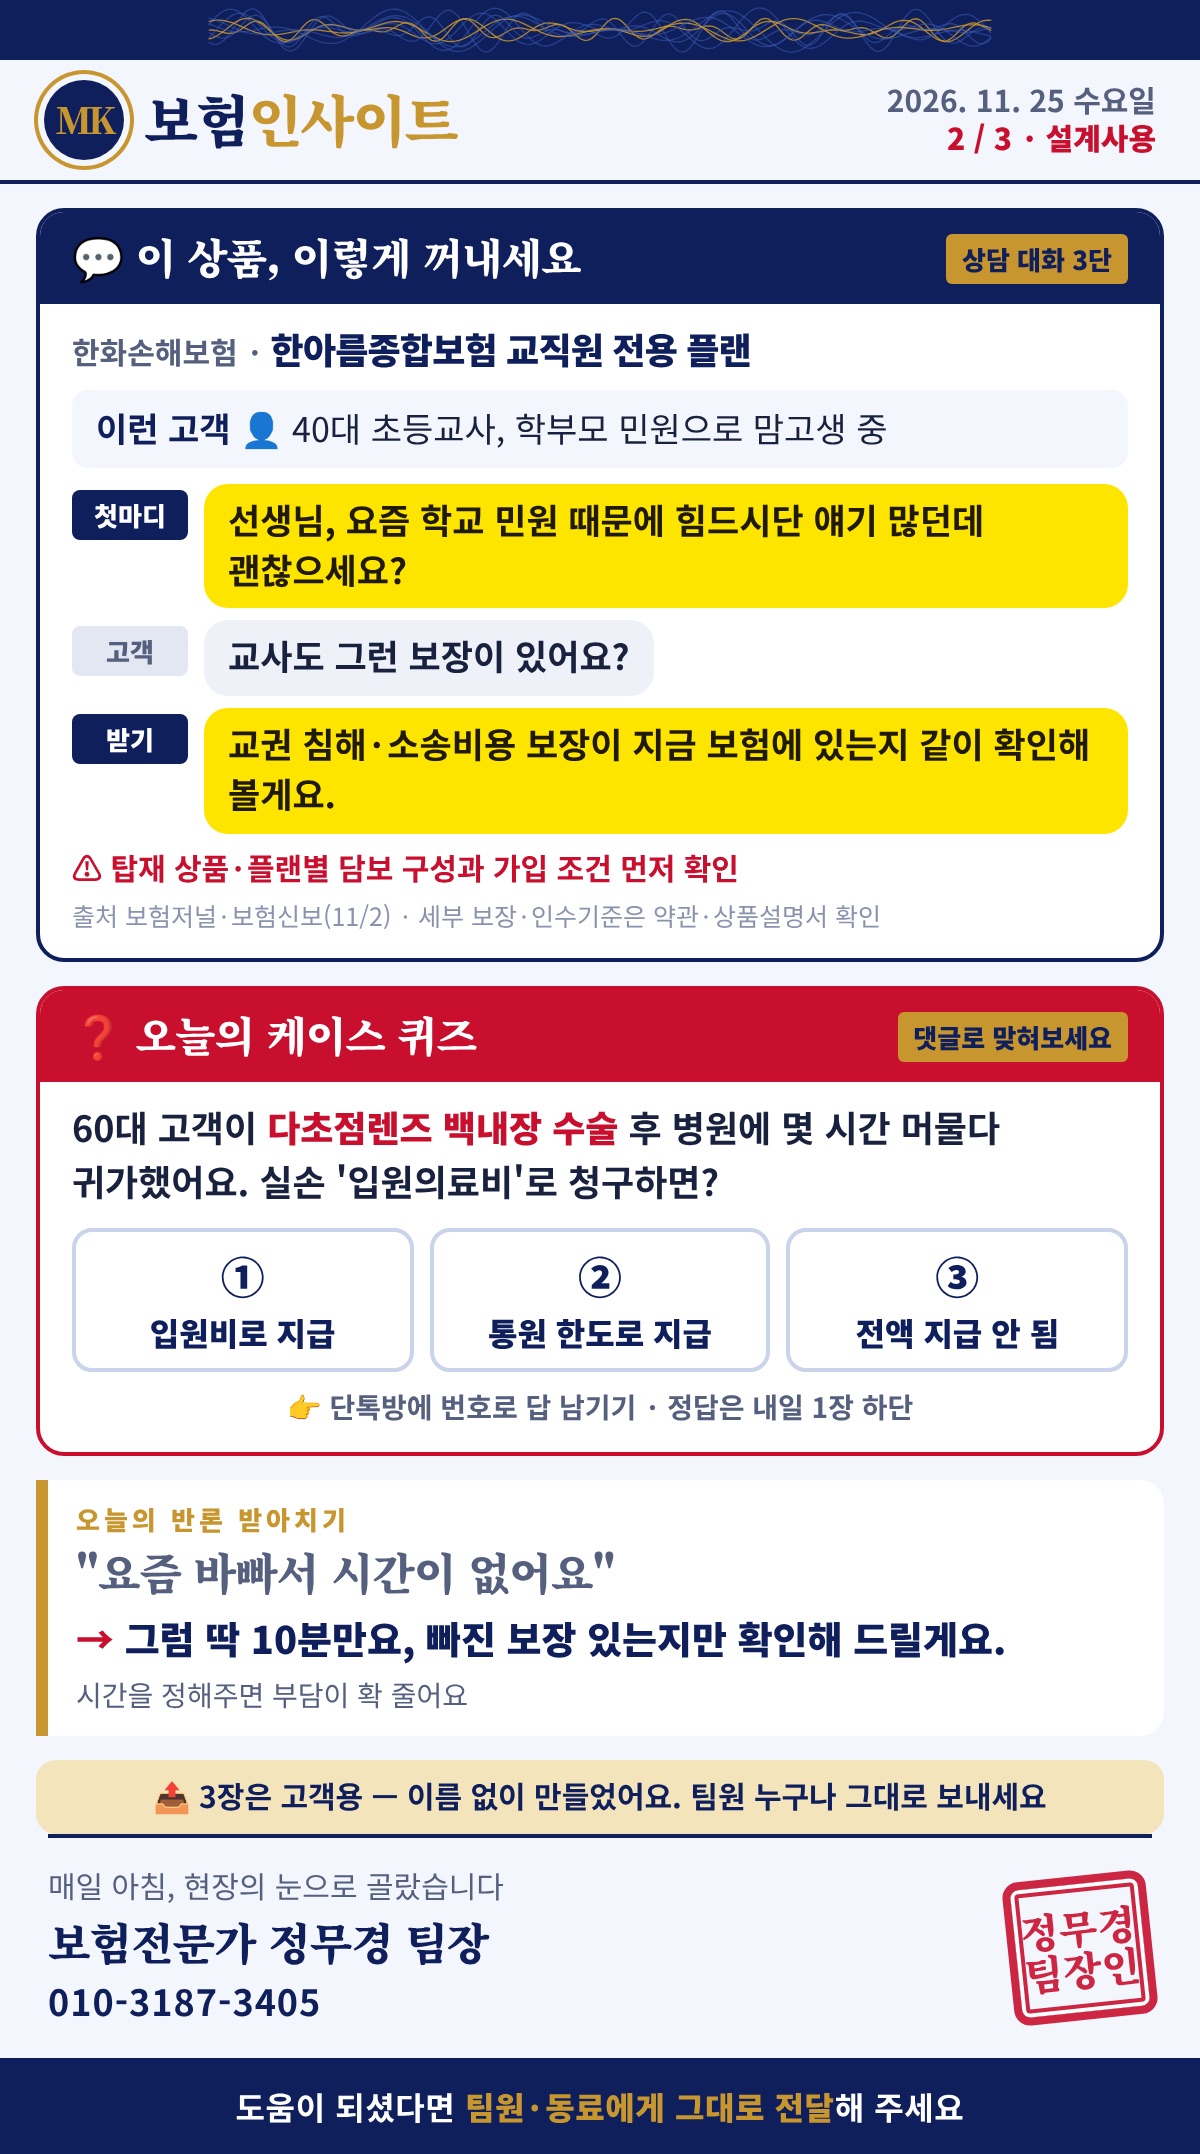 MK 보험인사이트
2026. 11. 25 수요일
2 / 3 · 설계사용
💬 이 상품, 이렇게 꺼내세요
상담 대화 3단
한화손해보험 · 한아름종합보험 교직원 전용 플랜
이런 고객 👤 40대 초등교사, 학부모 민원으로 맘고생 중
첫마디
선생님, 요즘 학교 민원 때문에 힘드시단 얘기 많던데
괜찮으세요?
고객
교사도 그런 보장이 있어요?
받기
교권 침해·소송비용 보장이 지금 보험에 있는지 같이 확인해
볼게요.
⚠ 탑재 상품·플랜별 담보 구성과 가입 조건 먼저 확인
출처 보험저널·보험신보(11/2) · 세부 보장·인수기준은 약관·상품설명서 확인
❓ 오늘의 케이스 퀴즈
댓글로 맞혀보세요
60대 고객이 다초점렌즈 백내장 수술 후 병원에 몇 시간 머물다
귀가했어요. 실손 '입원의료비'로 청구하면?
①
입원비로 지급
②
통원 한도로 지급
③
전액 지급 안 됨
👉 단톡방에 번호로 답 남기기 · 정답은 내일 1장 하단
오늘의 반론 받아치기
"요즘 바빠서 시간이 없어요"
→ 그럼 딱 10분만요, 빠진 보장 있는지만 확인해 드릴게요.
시간을 정해주면 부담이 확 줄어요
📤 3장은 고객용 — 이름 없이 만들었어요. 팀원 누구나 그대로 보내세요
매일 아침, 현장의 눈으로 골랐습니다
보험전문가 정무경 팀장
010-3187-3405
정무경
팀장인
도움이 되셨다면 팀원·동료에게 그대로 전달해 주세요